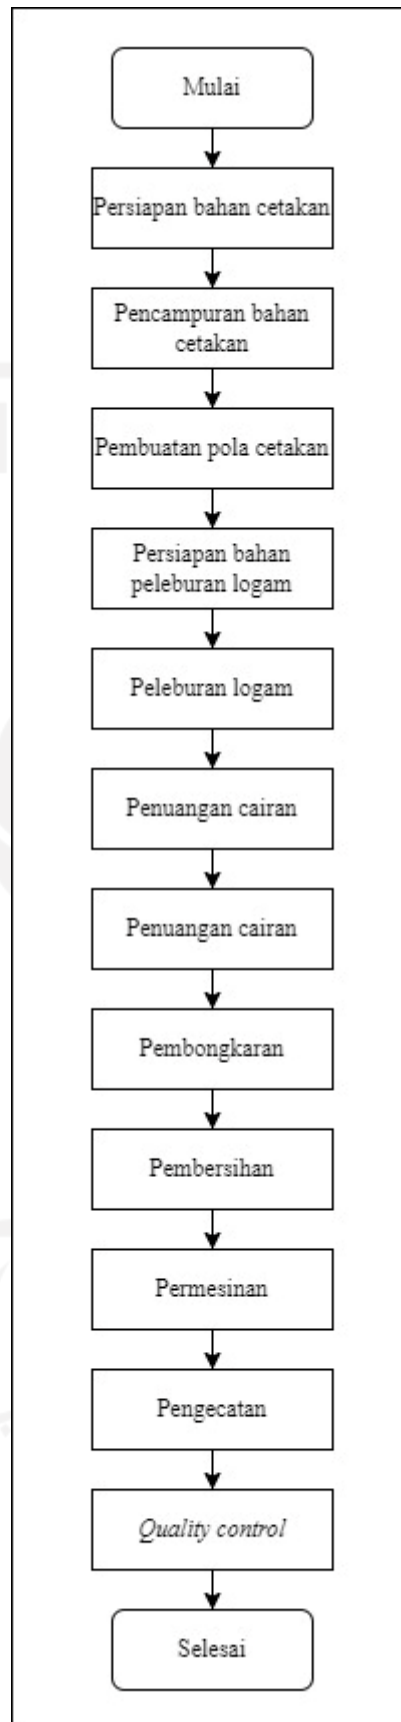 Mulai
Persiapan bahan cetakan
Pencampuran bahan
cetakan
Pembuatan pola cetakan
Persiapan bahan
peleburan logam
Peleburan logam
Penuangan cairan
Penuangan cairan
Pembongkaran
Pembersihan
Permesinan
Pengecatan
Quality control
Selesai